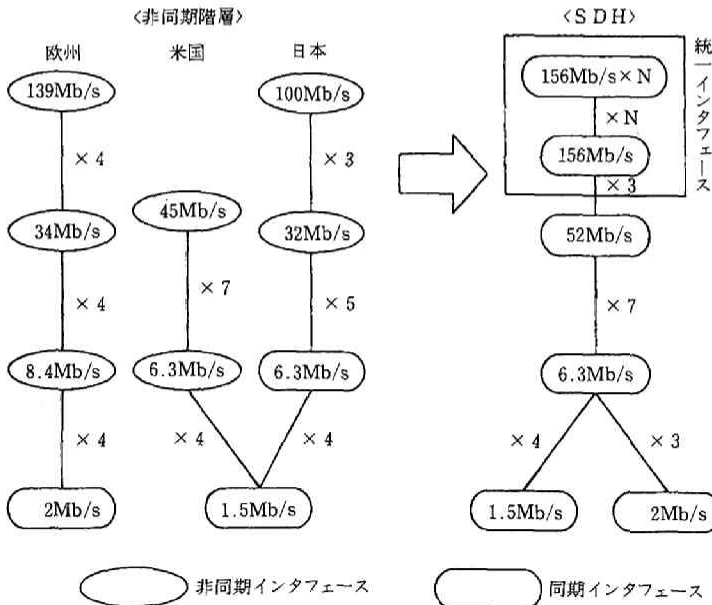 〈非同期階層〉
〈SDH〉
欧州 米国 日本
統一インタフェース
139Mb/s
100Mb/s
156Mb/s×N
×4
×3
×N
156Mb/s
×3
45Mb/s
34Mb/s
32Mb/s
52Mb/s
×4
×7
×5
×7
8.4Mb/s
6.3Mb/s
6.3Mb/s
6.3Mb/s
×4
×4
×4
×4
×3
2Mb/s
1.5Mb/s
1.5Mb/s
2Mb/s
非同期インタフェース
同期インタフェース